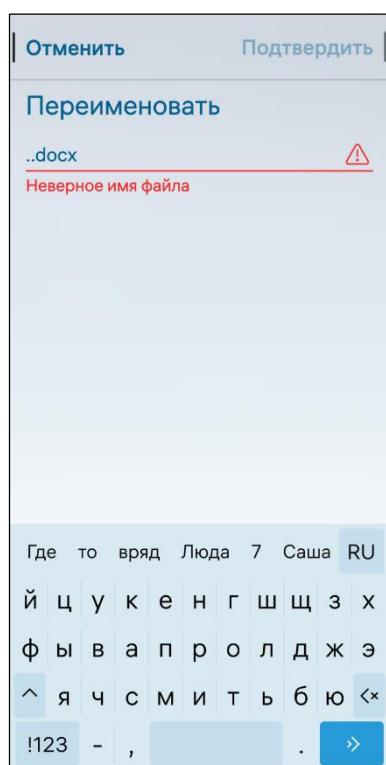 Отменить Подтвердить
Переименовать
..docx
Неверное имя файла
Где то вряд Люда 7 Саша RU
й ц у к е н г ш щ з х
ф ы в а п р о л д ж э
я ч с м и т ь б ю
!123 - , .